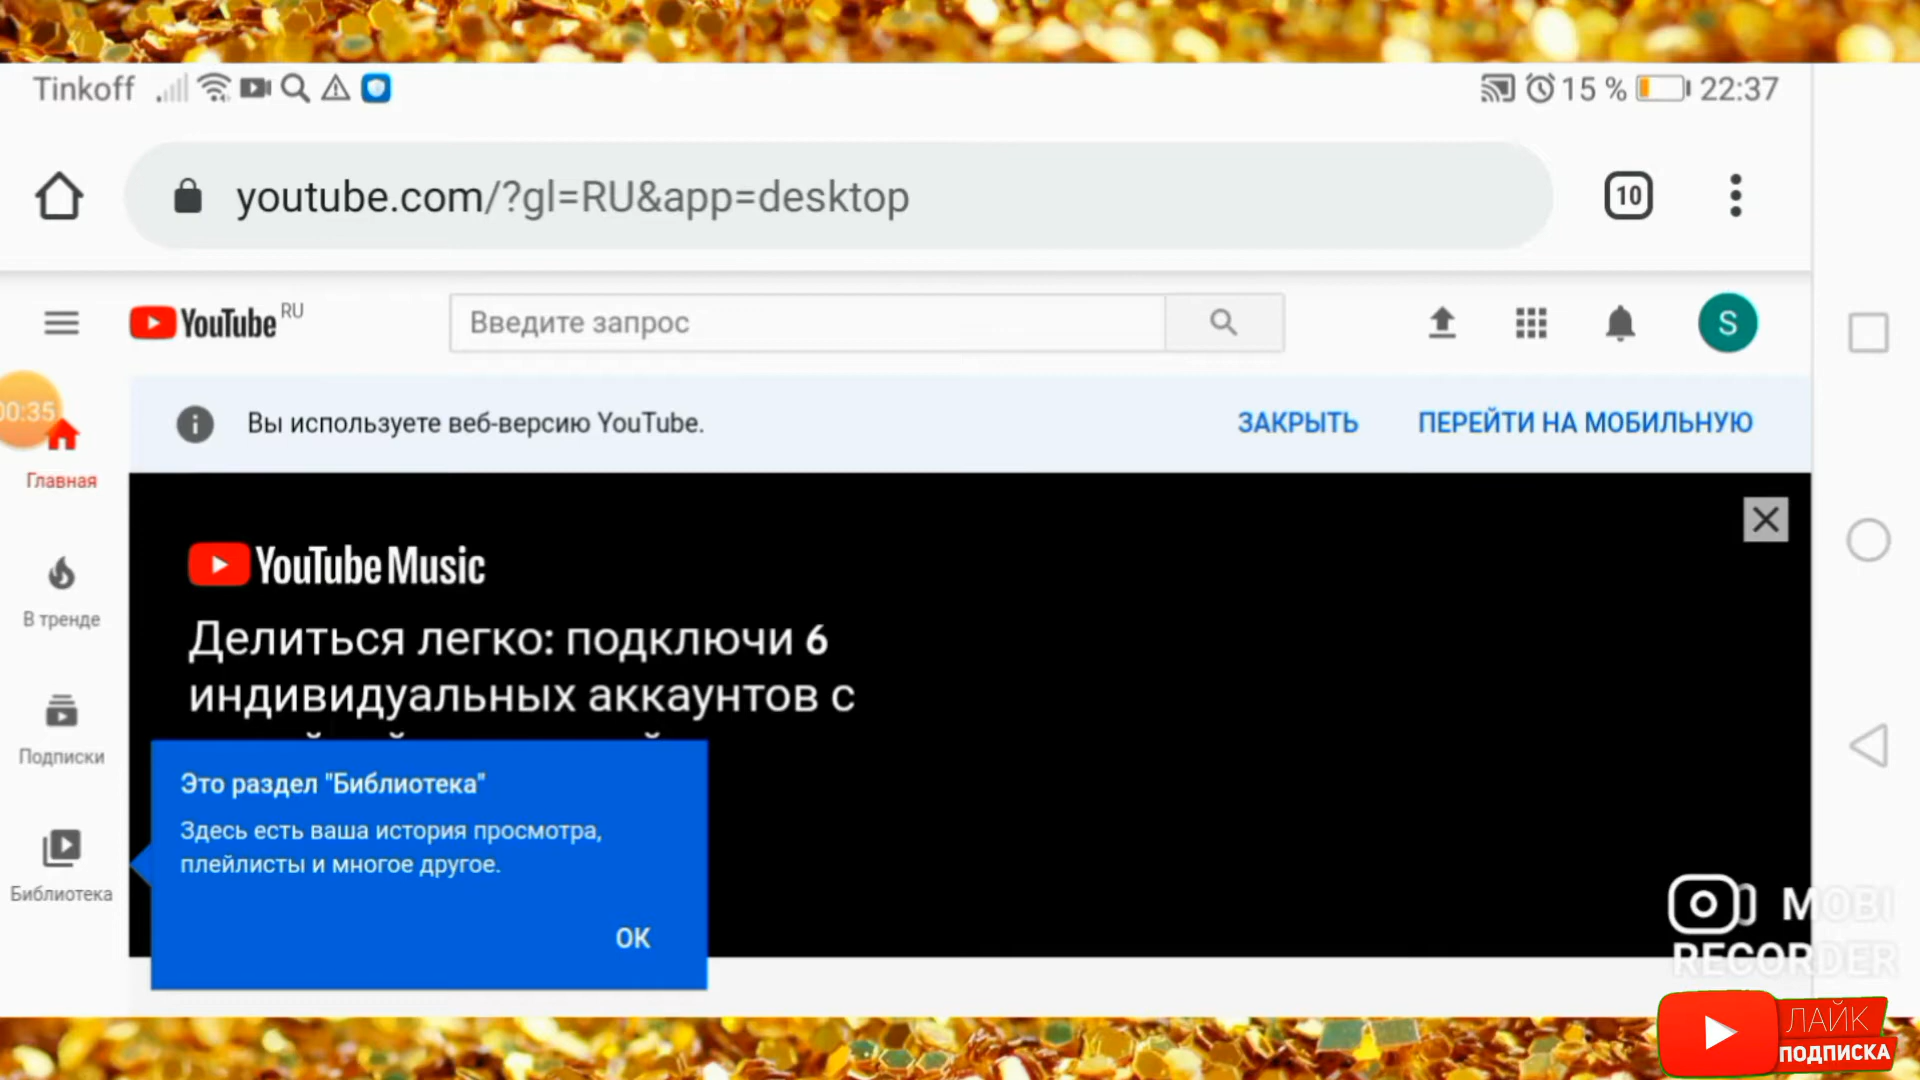 Tinkoff
15 % 22:37
youtube.com/?gl=RU&app=desktop
10
YouTube RU
Введите запрос
S
00:35
Вы используете веб-версию YouTube.
ЗАКРЫТЬ
ПЕРЕЙТИ НА МОБИЛЬНУЮ
Главная
В тренде
Подписки
Библиотека
YouTube Music
Делиться легко: подключи 6
индивидуальных аккаунтов с
Это раздел "Библиотека"
Здесь есть ваша история просмотра,
плейлисты и многое другое.
ОК
MOBI
RECORDER
ЛАЙК
ПОДПИСКА